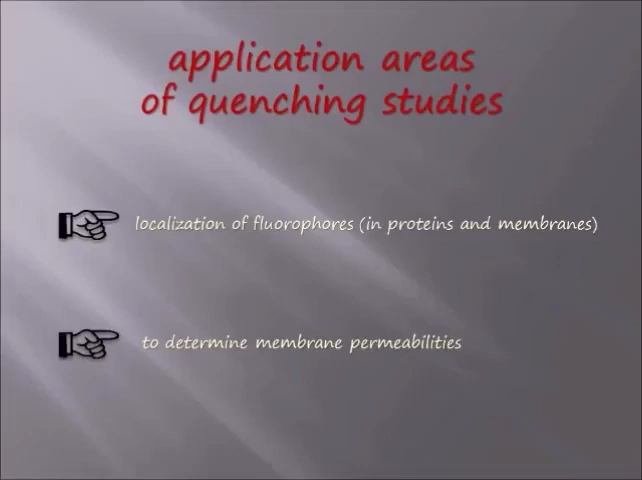 application areas
of quenching studies
localization of fluorophores (in proteins and membranes)
to determine membrane permeabilities